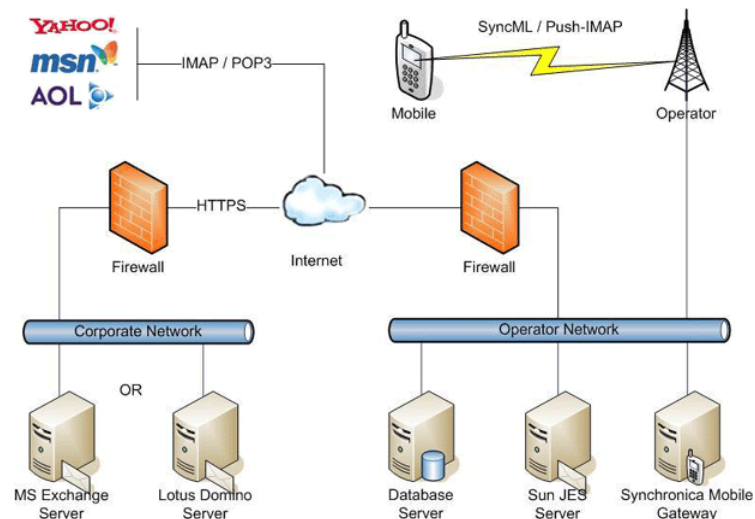 YAHOO!
msn
AOL
IMAP / POP3
SyncML / Push-IMAP
Mobile
Operator
HTTPS
Firewall
Internet
Firewall
Corporate Network
Operator Network
OR
MS Exchange
Server
Lotus Domino
Server
Database
Server
Sun JES
Server
Synchronica Mobile
Gateway